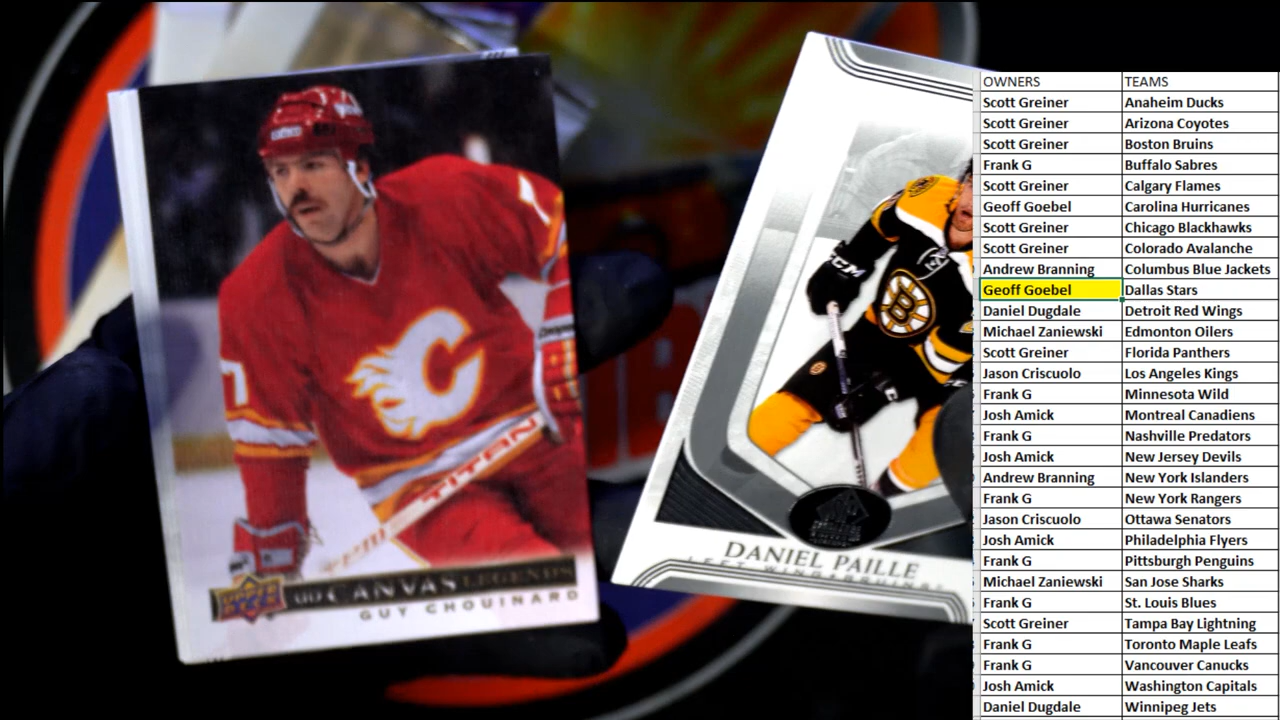 UD CANVAS LEGENDS
GUY CHOUINARD
TITAN
CCM
DANIEL PAILLE
LEFT WING
OWNERS TEAMS
Scott Greiner Anaheim Ducks
Scott Greiner Arizona Coyotes
Scott Greiner Boston Bruins
Frank G Buffalo Sabres
Scott Greiner Calgary Flames
Geoff Goebel Carolina Hurricanes
Scott Greiner Chicago Blackhawks
Scott Greiner Colorado Avalanche
Andrew Branning Columbus Blue Jackets
Geoff Goebel Dallas Stars
Daniel Dugdale Detroit Red Wings
Michael Zaniewski Edmonton Oilers
Scott Greiner Florida Panthers
Jason Criscuolo Los Angeles Kings
Frank G Minnesota Wild
Josh Amick Montreal Canadiens
Frank G Nashville Predators
Josh Amick New Jersey Devils
Andrew Branning New York Islanders
Frank G New York Rangers
Jason Criscuolo Ottawa Senators
Josh Amick Philadelphia Flyers
Frank G Pittsburgh Penguins
Michael Zaniewski San Jose Sharks
Frank G St. Louis Blues
Scott Greiner Tampa Bay Lightning
Frank G Toronto Maple Leafs
Frank G Vancouver Canucks
Josh Amick Washington Capitals
Daniel Dugdale Winnipeg Jets